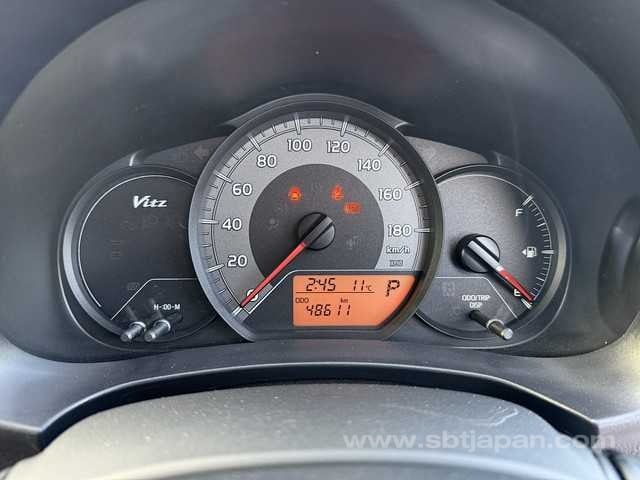 Vitz
H-00-M
0
20
40
60
80
100
120
140
160
180
km/h
2:45 11°C
P
ODO km
48611
F
E
ODO/TRIP
DISP
www.sbtjapan.com